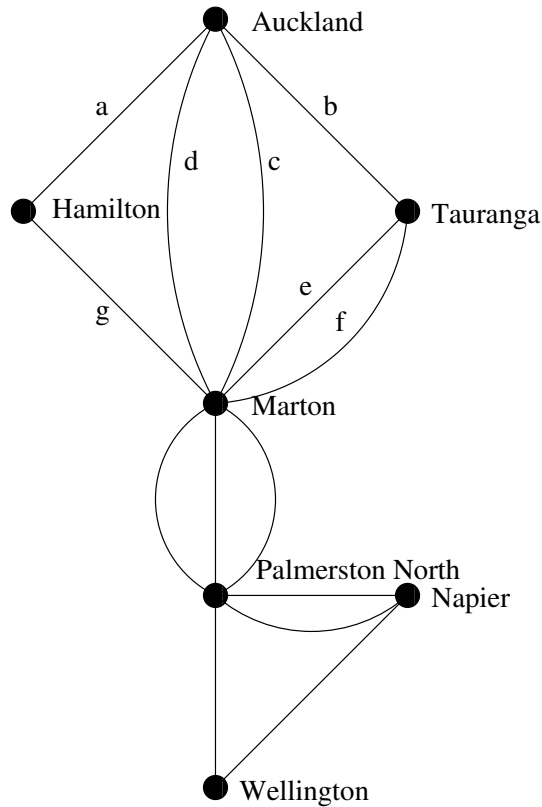 Auckland
a
b
d
c
Hamilton
Tauranga
e
g
f
Marton
Palmerston North
Napier
Wellington